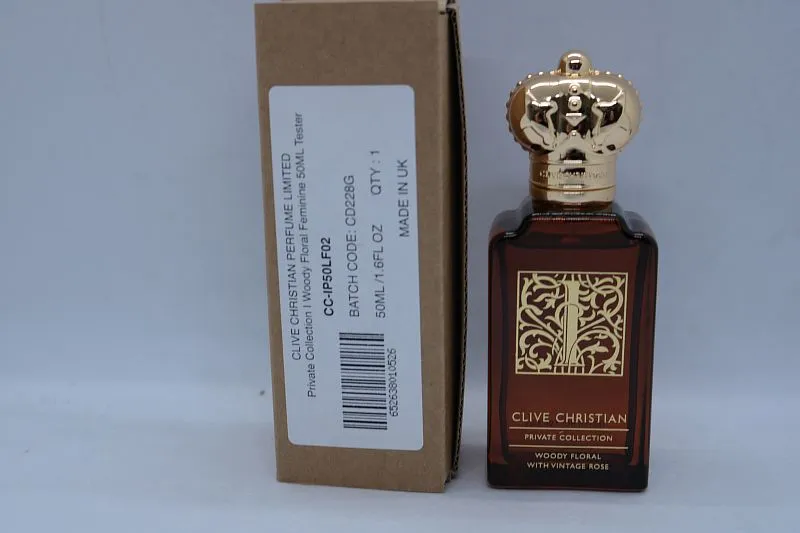 CLIVE CHRISTIAN PERFUME LIMITED
Private Collection I Woody Floral Feminine 50ML Tester
CC-IP50LF02
BATCH CODE: CD228G
50ML/1.6FL OZ QTY : 1
MADE IN UK
652638010526
I
CLIVE CHRISTIAN
PRIVATE COLLECTION
WOODY FLORAL
WITH VINTAGE ROSE